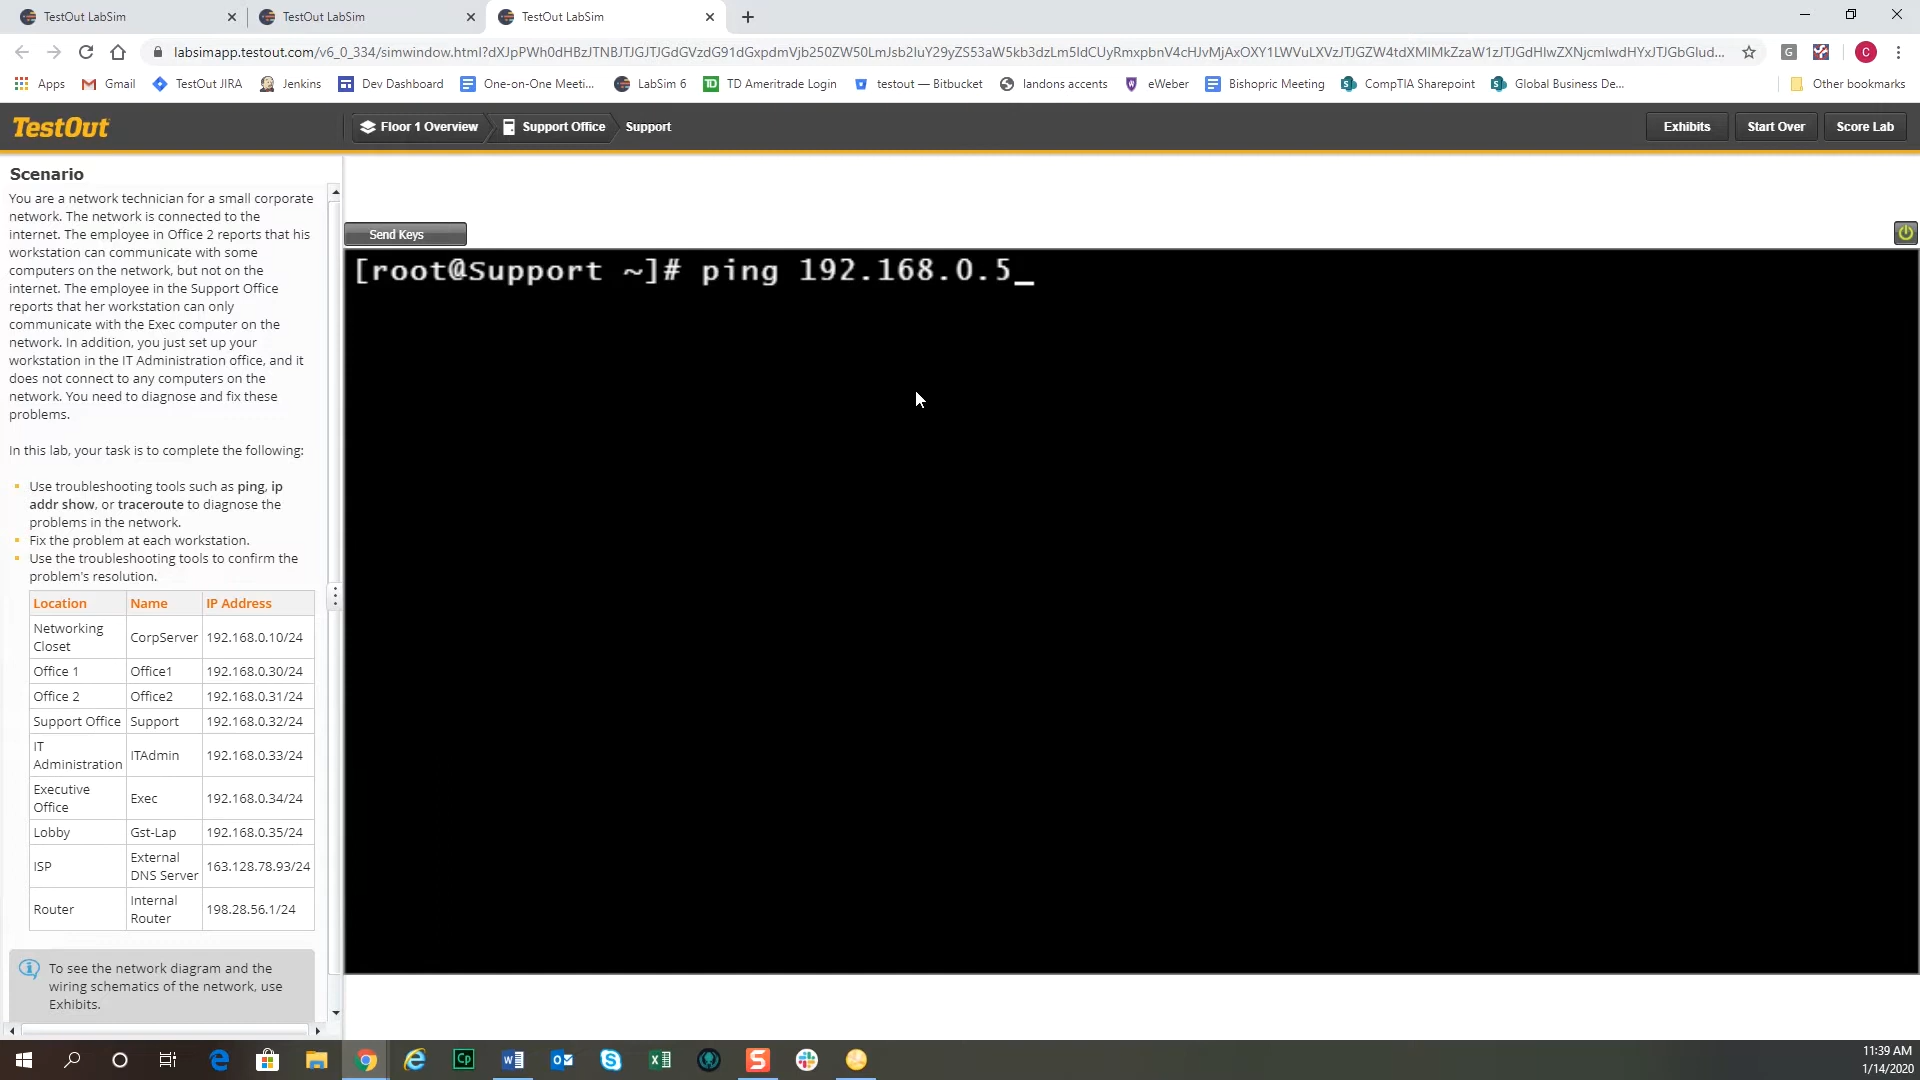 TestOut LabSim
TestOut LabSim
TestOut LabSim
labsimapp.testout.com/v6_0_334/simwindow.html?
Apps
Gmail
TestOut JIRA
Jenkins
Dev Dashboard
One-on-One Meeti...
LabSim 6
TD Ameritrade Login
testout — Bitbucket
landons accents
eWeber
Bishopric Meeting
CompTIA Sharepoint
Global Business De...
Other bookmarks
TestOut
Floor 1 Overview
Support Office
Support
Exhibits
Start Over
Score Lab
Scenario
You are a network technician for a small corporate
network. The network is connected to the
internet. The employee in Office 2 reports that his
workstation can communicate with some
computers on the network, but not on the
internet. The employee in the Support Office
reports that her workstation can only
communicate with the Exec computer on the
network. In addition, you just set up your
workstation in the IT Administration office, and it
does not connect to any computers on the
network. You need to diagnose and fix these
problems.
In this lab, your task is to complete the following:
Use troubleshooting tools such as ping, ip
addr show, or traceroute to diagnose the
problems in the network.
Fix the problem at each workstation.
Use the troubleshooting tools to confirm the
problem's resolution.
Location Name IP Address
Networking
Closet
CorpServer 192.168.0.10/24
Office 1 Office1 192.168.0.30/24
Office 2 Office2 192.168.0.31/24
Support Office Support 192.168.0.32/24
IT
Administration
ITAdmin 192.168.0.33/24
Executive
Office
Exec 192.168.0.34/24
Lobby Gst-Lap 192.168.0.35/24
ISP
External
DNS Server
163.128.78.93/24
Router
Internal
Router
198.28.56.1/24
To see the network diagram and the
wiring schematics of the network, use
Exhibits.
Send Keys
[root@Support ~]# ping 192.168.0.5_
11:39 AM
1/14/2020